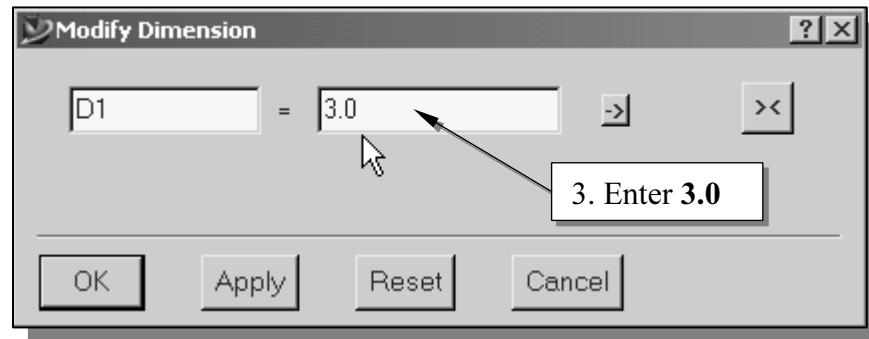 Modify Dimension ? ×
D1 = 3.0 -> ><
3. Enter 3.0
OK Apply Reset Cancel